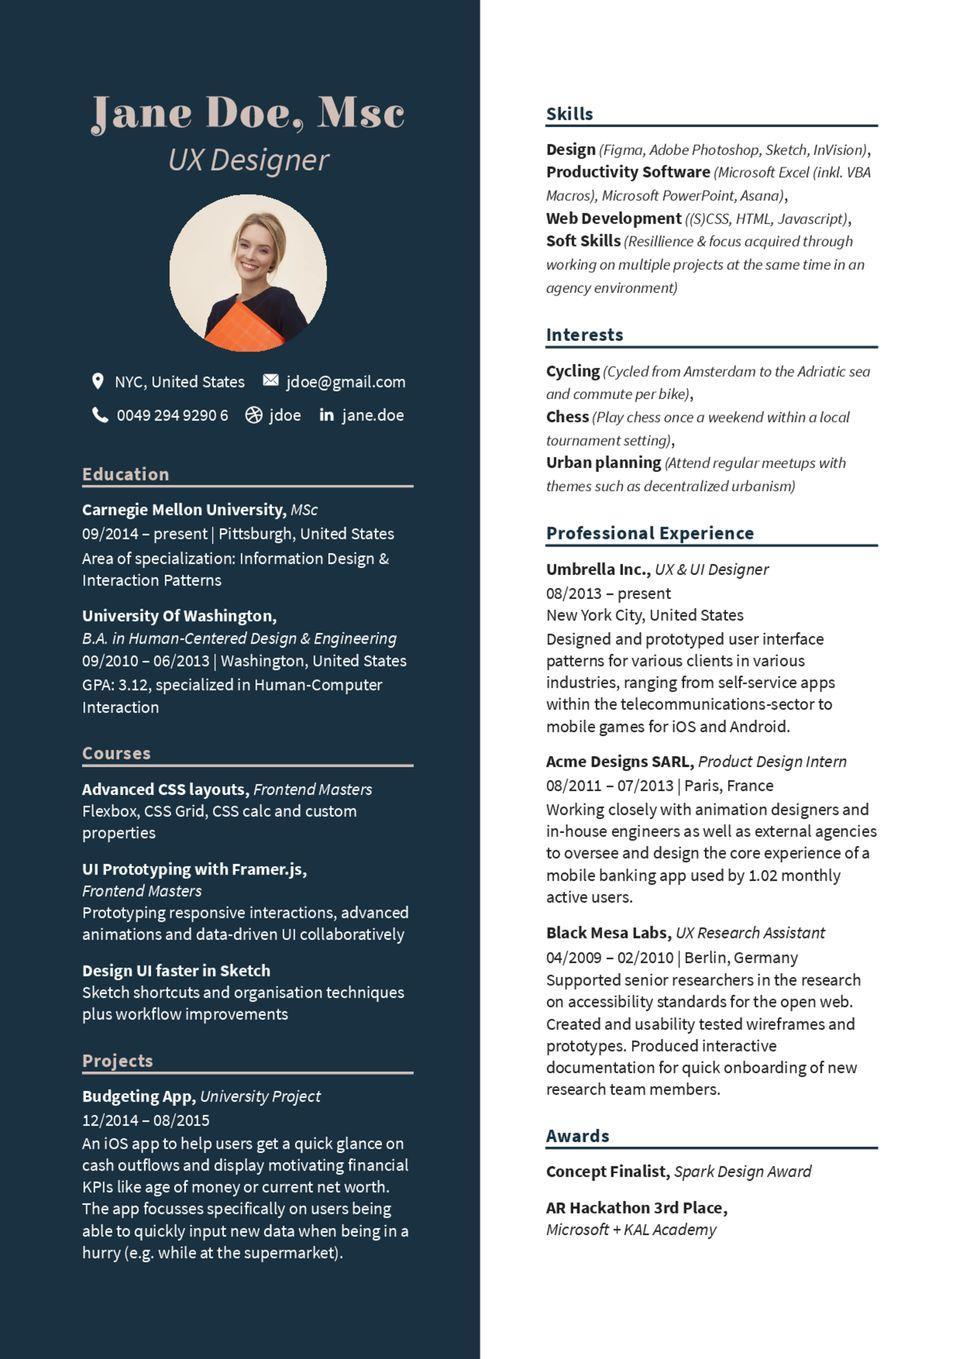 Jane Doe, Msc
UX Designer
NYC, United States jdoe@gmail.com
0049 294 9290 6 jdoe in jane.doe
Education
Carnegie Mellon University, MSc
09/2014 – present | Pittsburgh, United States
Area of specialization: Information Design &
Interaction Patterns
University Of Washington,
B.A. in Human-Centered Design & Engineering
09/2010 – 06/2013 | Washington, United States
GPA: 3.12, specialized in Human-Computer
Interaction
Courses
Advanced CSS layouts, Frontend Masters
Flexbox, CSS Grid, CSS calc and custom
properties
UI Prototyping with Framer.js,
Frontend Masters
Prototyping responsive interactions, advanced
animations and data-driven UI collaboratively
Design UI faster in Sketch
Sketch shortcuts and organisation techniques
plus workflow improvements
Projects
Budgeting App, University Project
12/2014 – 08/2015
An iOS app to help users get a quick glance on
cash outflows and display motivating financial
KPIs like age of money or current net worth.
The app focusses specifically on users being
able to quickly input new data when being in a
hurry (e.g. while at the supermarket).
Skills
Design (Figma, Adobe Photoshop, Sketch, InVision),
Productivity Software (Microsoft Excel (inkl. VBA
Macros), Microsoft PowerPoint, Asana),
Web Development ((S)CSS, HTML, Javascript),
Soft Skills (Resillience & focus acquired through
working on multiple projects at the same time in an
agency environment)
Interests
Cycling (Cycled from Amsterdam to the Adriatic sea
and commute per bike),
Chess (Play chess once a weekend within a local
tournament setting),
Urban planning (Attend regular meetups with
themes such as decentralized urbanism)
Professional Experience
Umbrella Inc., UX & UI Designer
08/2013 – present
New York City, United States
Designed and prototyped user interface
patterns for various clients in various
industries, ranging from self-service apps
within the telecommunications-sector to
mobile games for iOS and Android.
Acme Designs SARL, Product Design Intern
08/2011 – 07/2013 | Paris, France
Working closely with animation designers and
in-house engineers as well as external agencies
to oversee and design the core experience of a
mobile banking app used by 1.02 monthly
active users.
Black Mesa Labs, UX Research Assistant
04/2009 – 02/2010 | Berlin, Germany
Supported senior researchers in the research
on accessibility standards for the open web.
Created and usability tested wireframes and
prototypes. Produced interactive
documentation for quick onboarding of new
research team members.
Awards
Concept Finalist, Spark Design Award
AR Hackathon 3rd Place,
Microsoft + KAL Academy